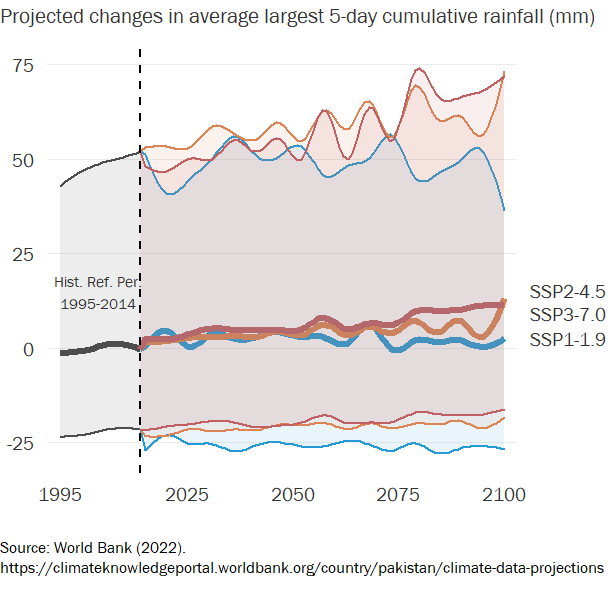 Projected changes in average largest 5-day cumulative rainfall (mm)
75
50
25
Hist. Ref. Per.
1995-2014
SSP2-4.5
SSP3-7.0
SSP1-1.9
0
-25
1995 2025 2050 2075 2100
Source: World Bank (2022).
https://climateknowledgeportal.worldbank.org/country/pakistan/climate-data-projections